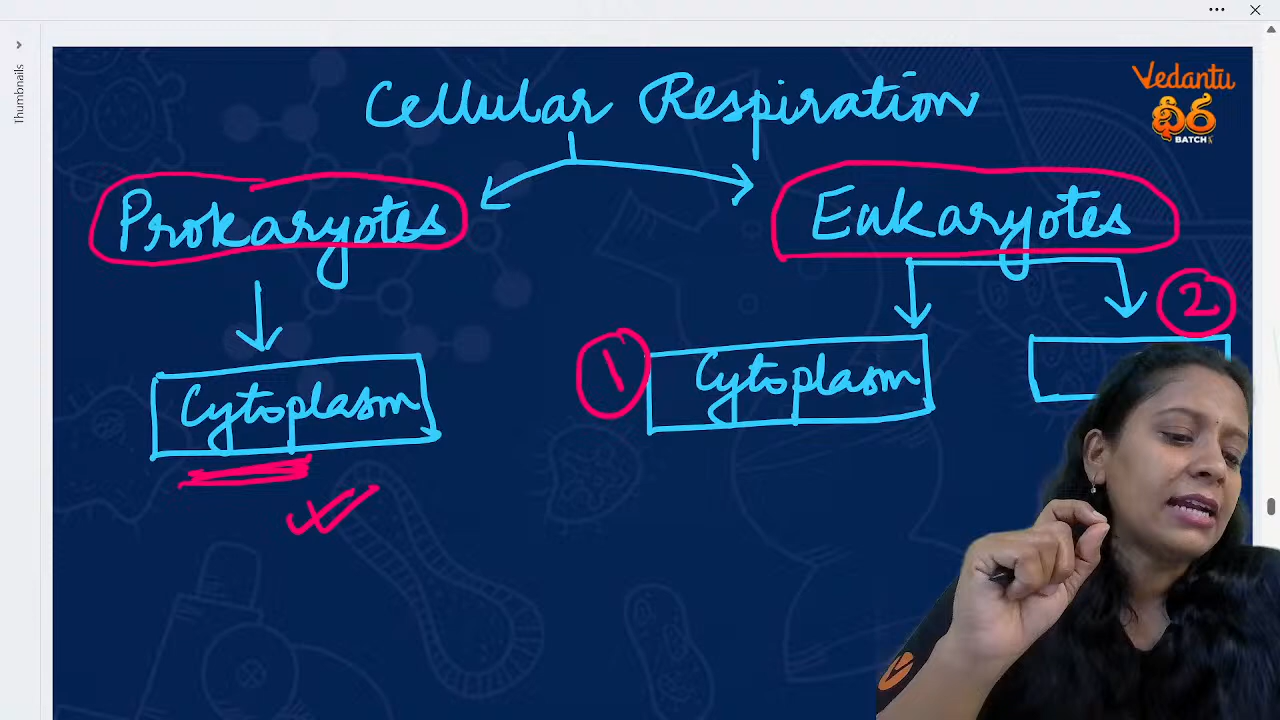 Thumbnails
Vedantu
ధీర
BATCH
Cellular Respiration
Prokaryotes
Eukaryotes
2
1
Cytoplasm
Cytoplasm